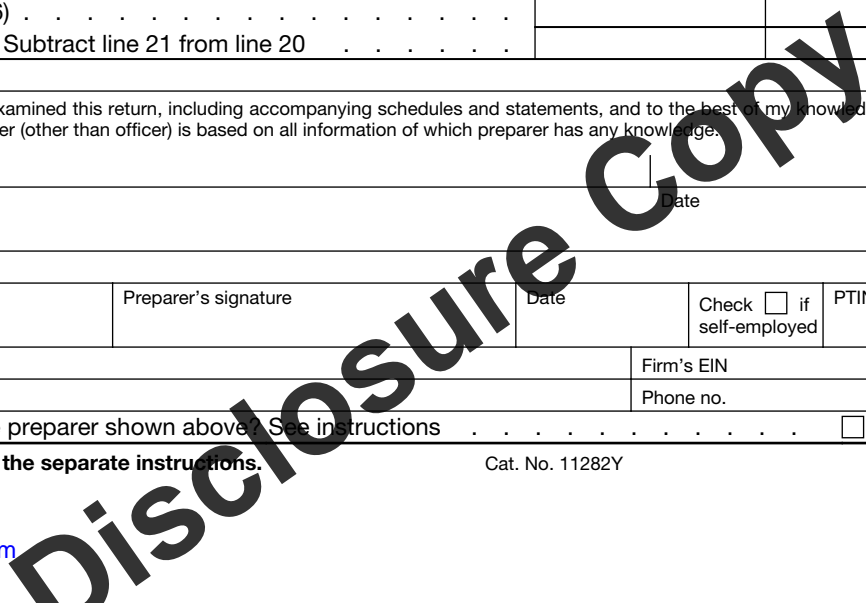 6) . . . . . . . . . . . . . . . .
Subtract line 21 from line 20 . . . . . .
xamined this return, including accompanying schedules and statements, and to the best of my knowled
er (other than officer) is based on all information of which preparer has any knowledge.
Date
Preparer’s signature
Date
Check ☐ if
self-employed
PTIN
Firm’s EIN
Phone no.
preparer shown above? See instructions . . . . . . . . . . . ☐
the separate instructions.
Cat. No. 11282Y
m
Disclosure Copy